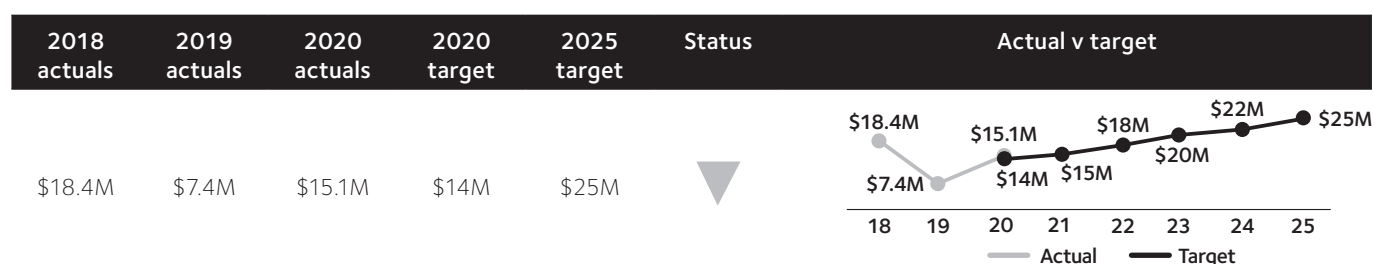 2018 2019 2020 2020 2025 Status Actual v target
actuals actuals actuals target target
$22M
$18.4M $15.1M $18M $25M
$20M
$18.4M $7.4M $15.1M $14M $25M $7.4M $14M $15M
18 19 20 21 22 23 24 25
Actual Target